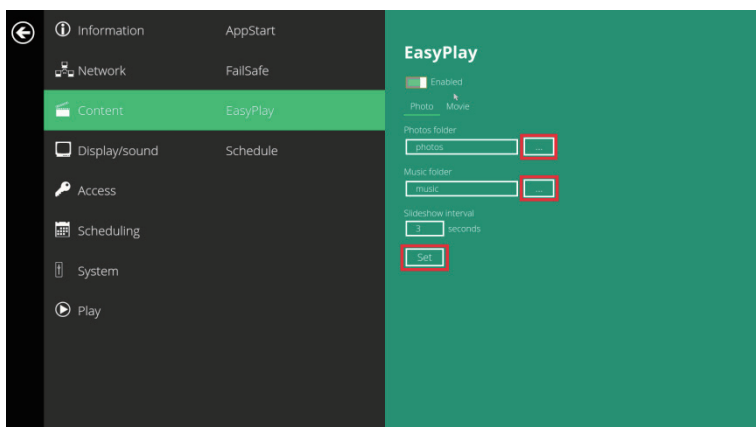 Information
Network
Content
Display/sound
Access
Scheduling
System
Play
AppStart
FailSafe
EasyPlay
Schedule
EasyPlay
Enabled
Photo Movie
Photos folder
photos ...
Music folder
music ...
Slideshow interval
3 seconds
Set